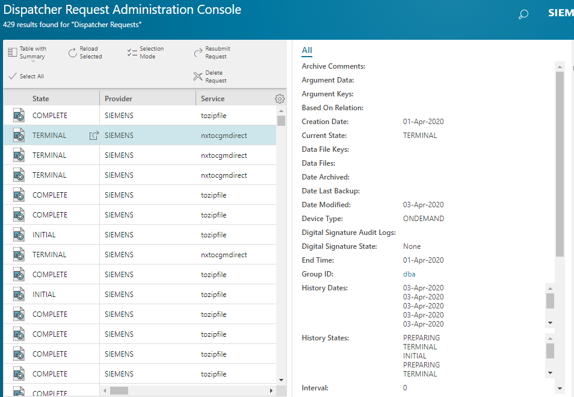 Dispatcher Request Administration Console
SIEM
429 results found for "Dispatcher Requests"
Table with Summary
Reload Selected
Selection Mode
Resubmit Request
Select All
Delete Request
State Provider Service
COMPLETE SIEMENS tozipfile
TERMINAL SIEMENS nxtocgmdirect
TERMINAL SIEMENS nxtocgmdirect
TERMINAL SIEMENS nxtocgmdirect
COMPLETE SIEMENS tozipfile
COMPLETE SIEMENS tozipfile
INITIAL SIEMENS tozipfile
TERMINAL SIEMENS nxtocgmdirect
COMPLETE SIEMENS tozipfile
INITIAL SIEMENS tozipfile
COMPLETE SIEMENS tozipfile
COMPLETE SIEMENS tozipfile
COMPLETE SIEMENS tozipfile
COMPLETE SIEMENS tozipfile
COMPLETE SIEMENS tozipfile
All
Archive Comments:
Argument Data:
Argument Keys:
Based On Relation:
Creation Date: 01-Apr-2020
Current State: TERMINAL
Data File Keys:
Data Files:
Date Archived:
Date Last Backup:
Date Modified: 03-Apr-2020
Device Type: ONDEMAND
Digital Signature Audit Logs:
Digital Signature State: None
End Time: 01-Apr-2020
Group ID: dba
History Dates: 03-Apr-2020
03-Apr-2020
03-Apr-2020
03-Apr-2020
03-Apr-2020
History States: PREPARING
TERMINAL
INITIAL
PREPARING
TERMINAL
Interval: 0